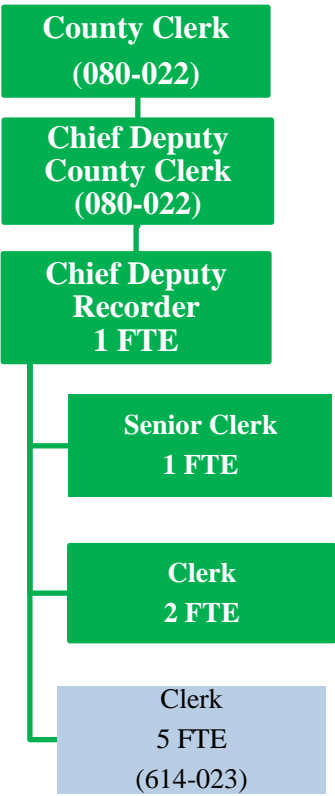 County Clerk
(080-022)
Chief Deputy
County Clerk
(080-022)
Chief Deputy
Recorder
1 FTE
Senior Clerk
1 FTE
Clerk
2 FTE
Clerk
5 FTE
(614-023)